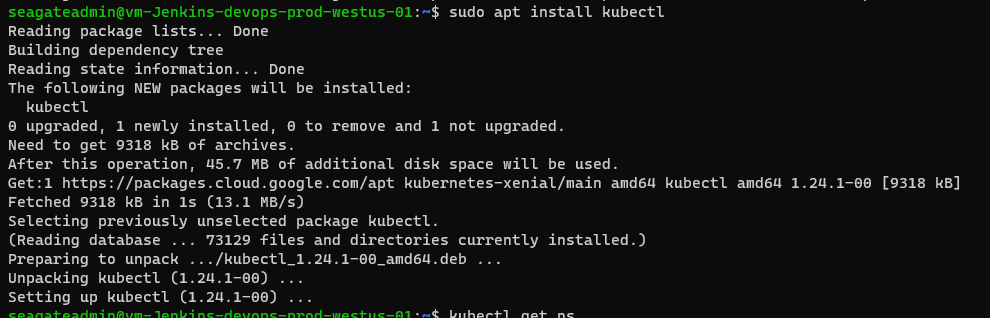 seagateadmin@vm-Jenkins-devops-prod-westus-01:~$ sudo apt install kubectl
Reading package lists... Done
Building dependency tree
Reading state information... Done
The following NEW packages will be installed:
  kubectl
0 upgraded, 1 newly installed, 0 to remove and 1 not upgraded.
Need to get 9318 kB of archives.
After this operation, 45.7 MB of additional disk space will be used.
Get:1 https://packages.cloud.google.com/apt kubernetes-xenial/main amd64 kubectl amd64 1.24.1-00 [9318 kB]
Fetched 9318 kB in 1s (13.1 MB/s)
Selecting previously unselected package kubectl.
(Reading database ... 73129 files and directories currently installed.)
Preparing to unpack .../kubectl_1.24.1-00_amd64.deb ...
Unpacking kubectl (1.24.1-00) ...
Setting up kubectl (1.24.1-00) ...
seagateadmin@vm-Jenkins-devops-prod-westus-01:~$ kubectl get ns